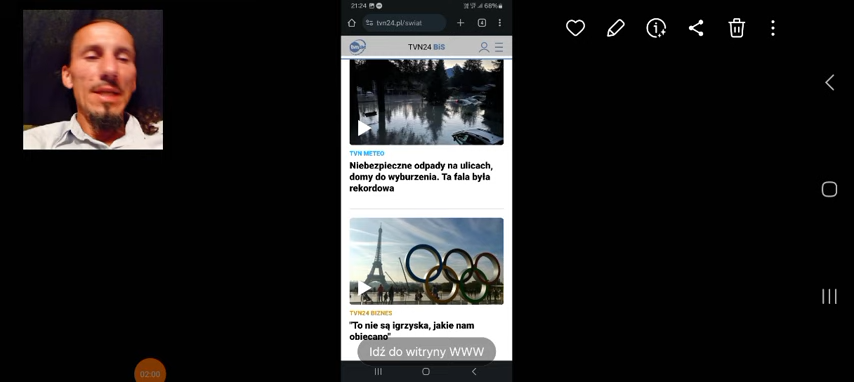 21:24
68%
tvn24.pl/swiat
TVN24 BiS
TVN METEO
Niebezpieczne odpady na ulicach,
domy do wyburzenia. Ta fala była
rekordowa
TVN24 BIZNES
"To nie są igrzyska, jakie nam
obiecano"
Idź do witryny WWW
02:00